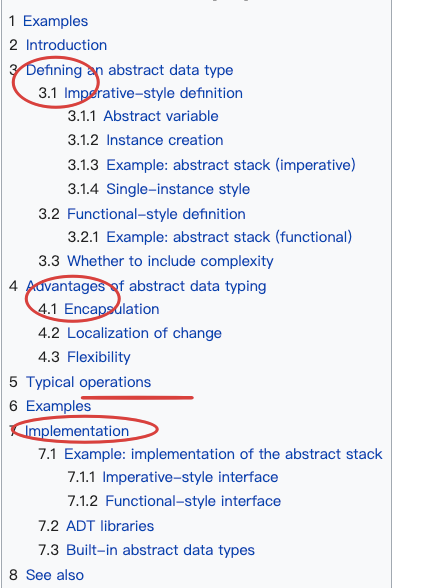 1 Examples
2 Introduction
3 Defining an abstract data type
3.1 Imperative-style definition
3.1.1 Abstract variable
3.1.2 Instance creation
3.1.3 Example: abstract stack (imperative)
3.1.4 Single-instance style
3.2 Functional-style definition
3.2.1 Example: abstract stack (functional)
3.3 Whether to include complexity
4 Advantages of abstract data typing
4.1 Encapsulation
4.2 Localization of change
4.3 Flexibility
5 Typical operations
6 Examples
7 Implementation
7.1 Example: implementation of the abstract stack
7.1.1 Imperative-style interface
7.1.2 Functional-style interface
7.2 ADT libraries
7.3 Built-in abstract data types
8 See also